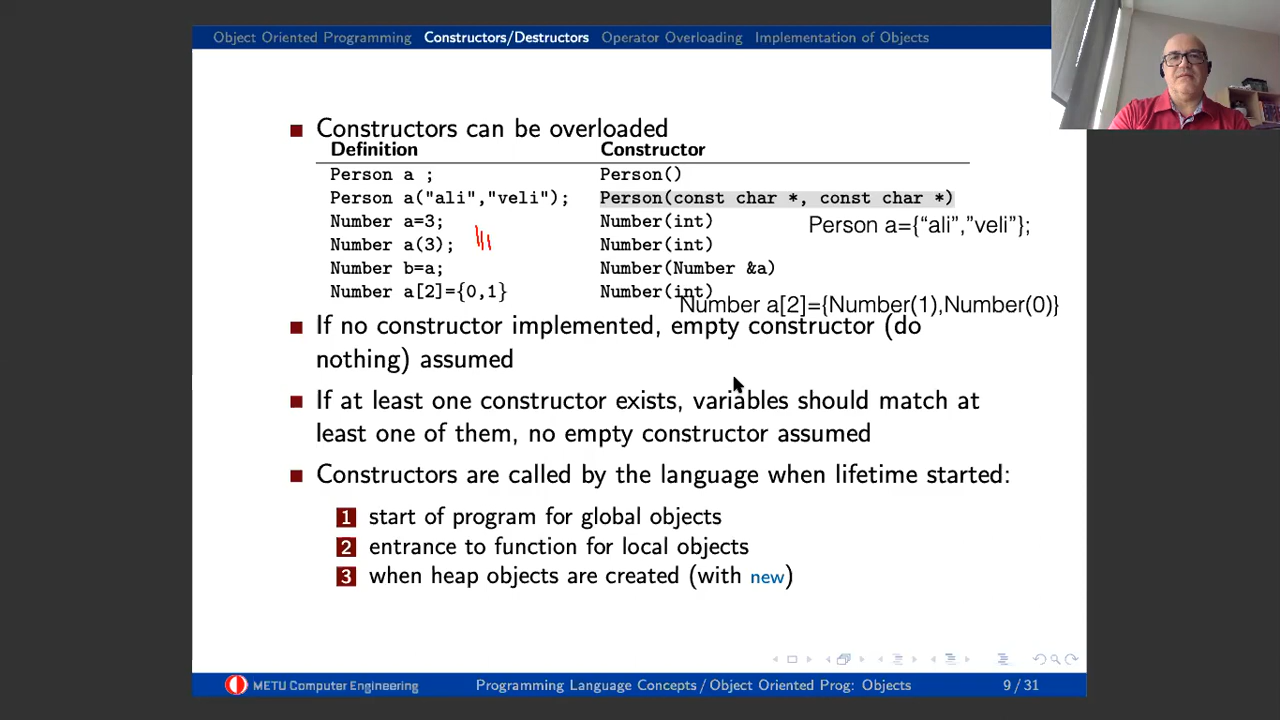 Object Oriented Programming Constructors/Destructors Operator Overloading Implementation of Objects
Constructors can be overloaded
Definition Constructor
Person a ; Person()
Person a("ali","veli"); Person(const char *, const char *)
Number a=3; Number(int)
Person a={“ali”,”veli”};
Number a(3); Number(int)
Number b=a; Number(Number &a)
Number a[2]={0,1} Number(int)
Number a[2]={Number(1),Number(0)}
If no constructor implemented, empty constructor (do
nothing) assumed
If at least one constructor exists, variables should match at
least one of them, no empty constructor assumed
Constructors are called by the language when lifetime started:
1 start of program for global objects
2 entrance to function for local objects
3 when heap objects are created (with new)
METU Computer Engineering Programming Language Concepts / Object Oriented Prog: Objects 9 / 31